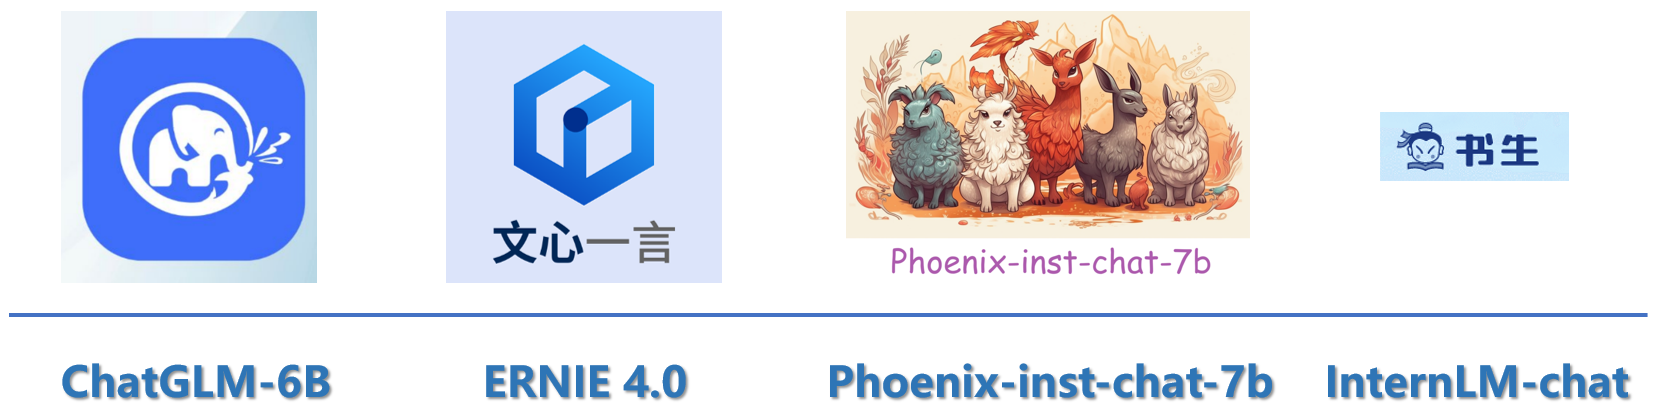 文心一言
Phoenix-inst-chat-7b
书生
ChatGLM-6B
ERNIE 4.0
Phoenix-inst-chat-7b
InternLM-chat